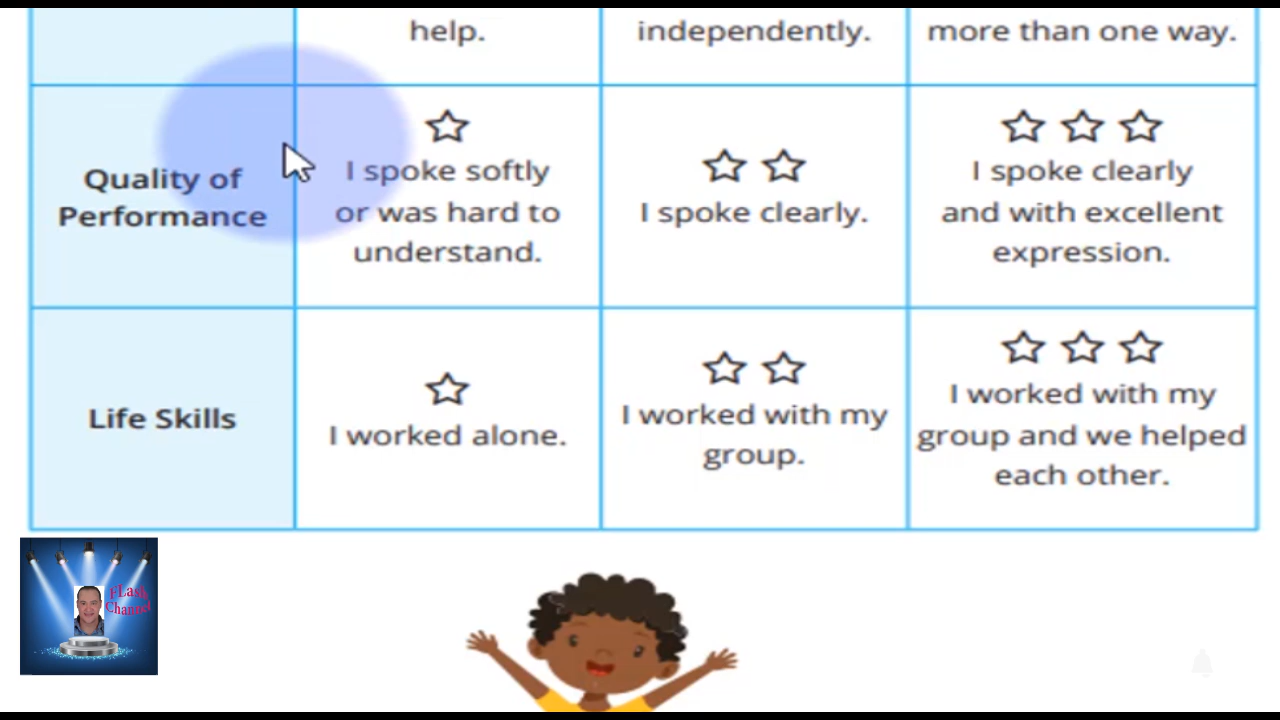 help.
independently.
more than one way.
Quality of
Performance
I spoke softly
or was hard to
understand.
I spoke clearly.
I spoke clearly
and with excellent
expression.
Life Skills
I worked alone.
I worked with my
group.
I worked with my
group and we helped
each other.
FLash
Channel